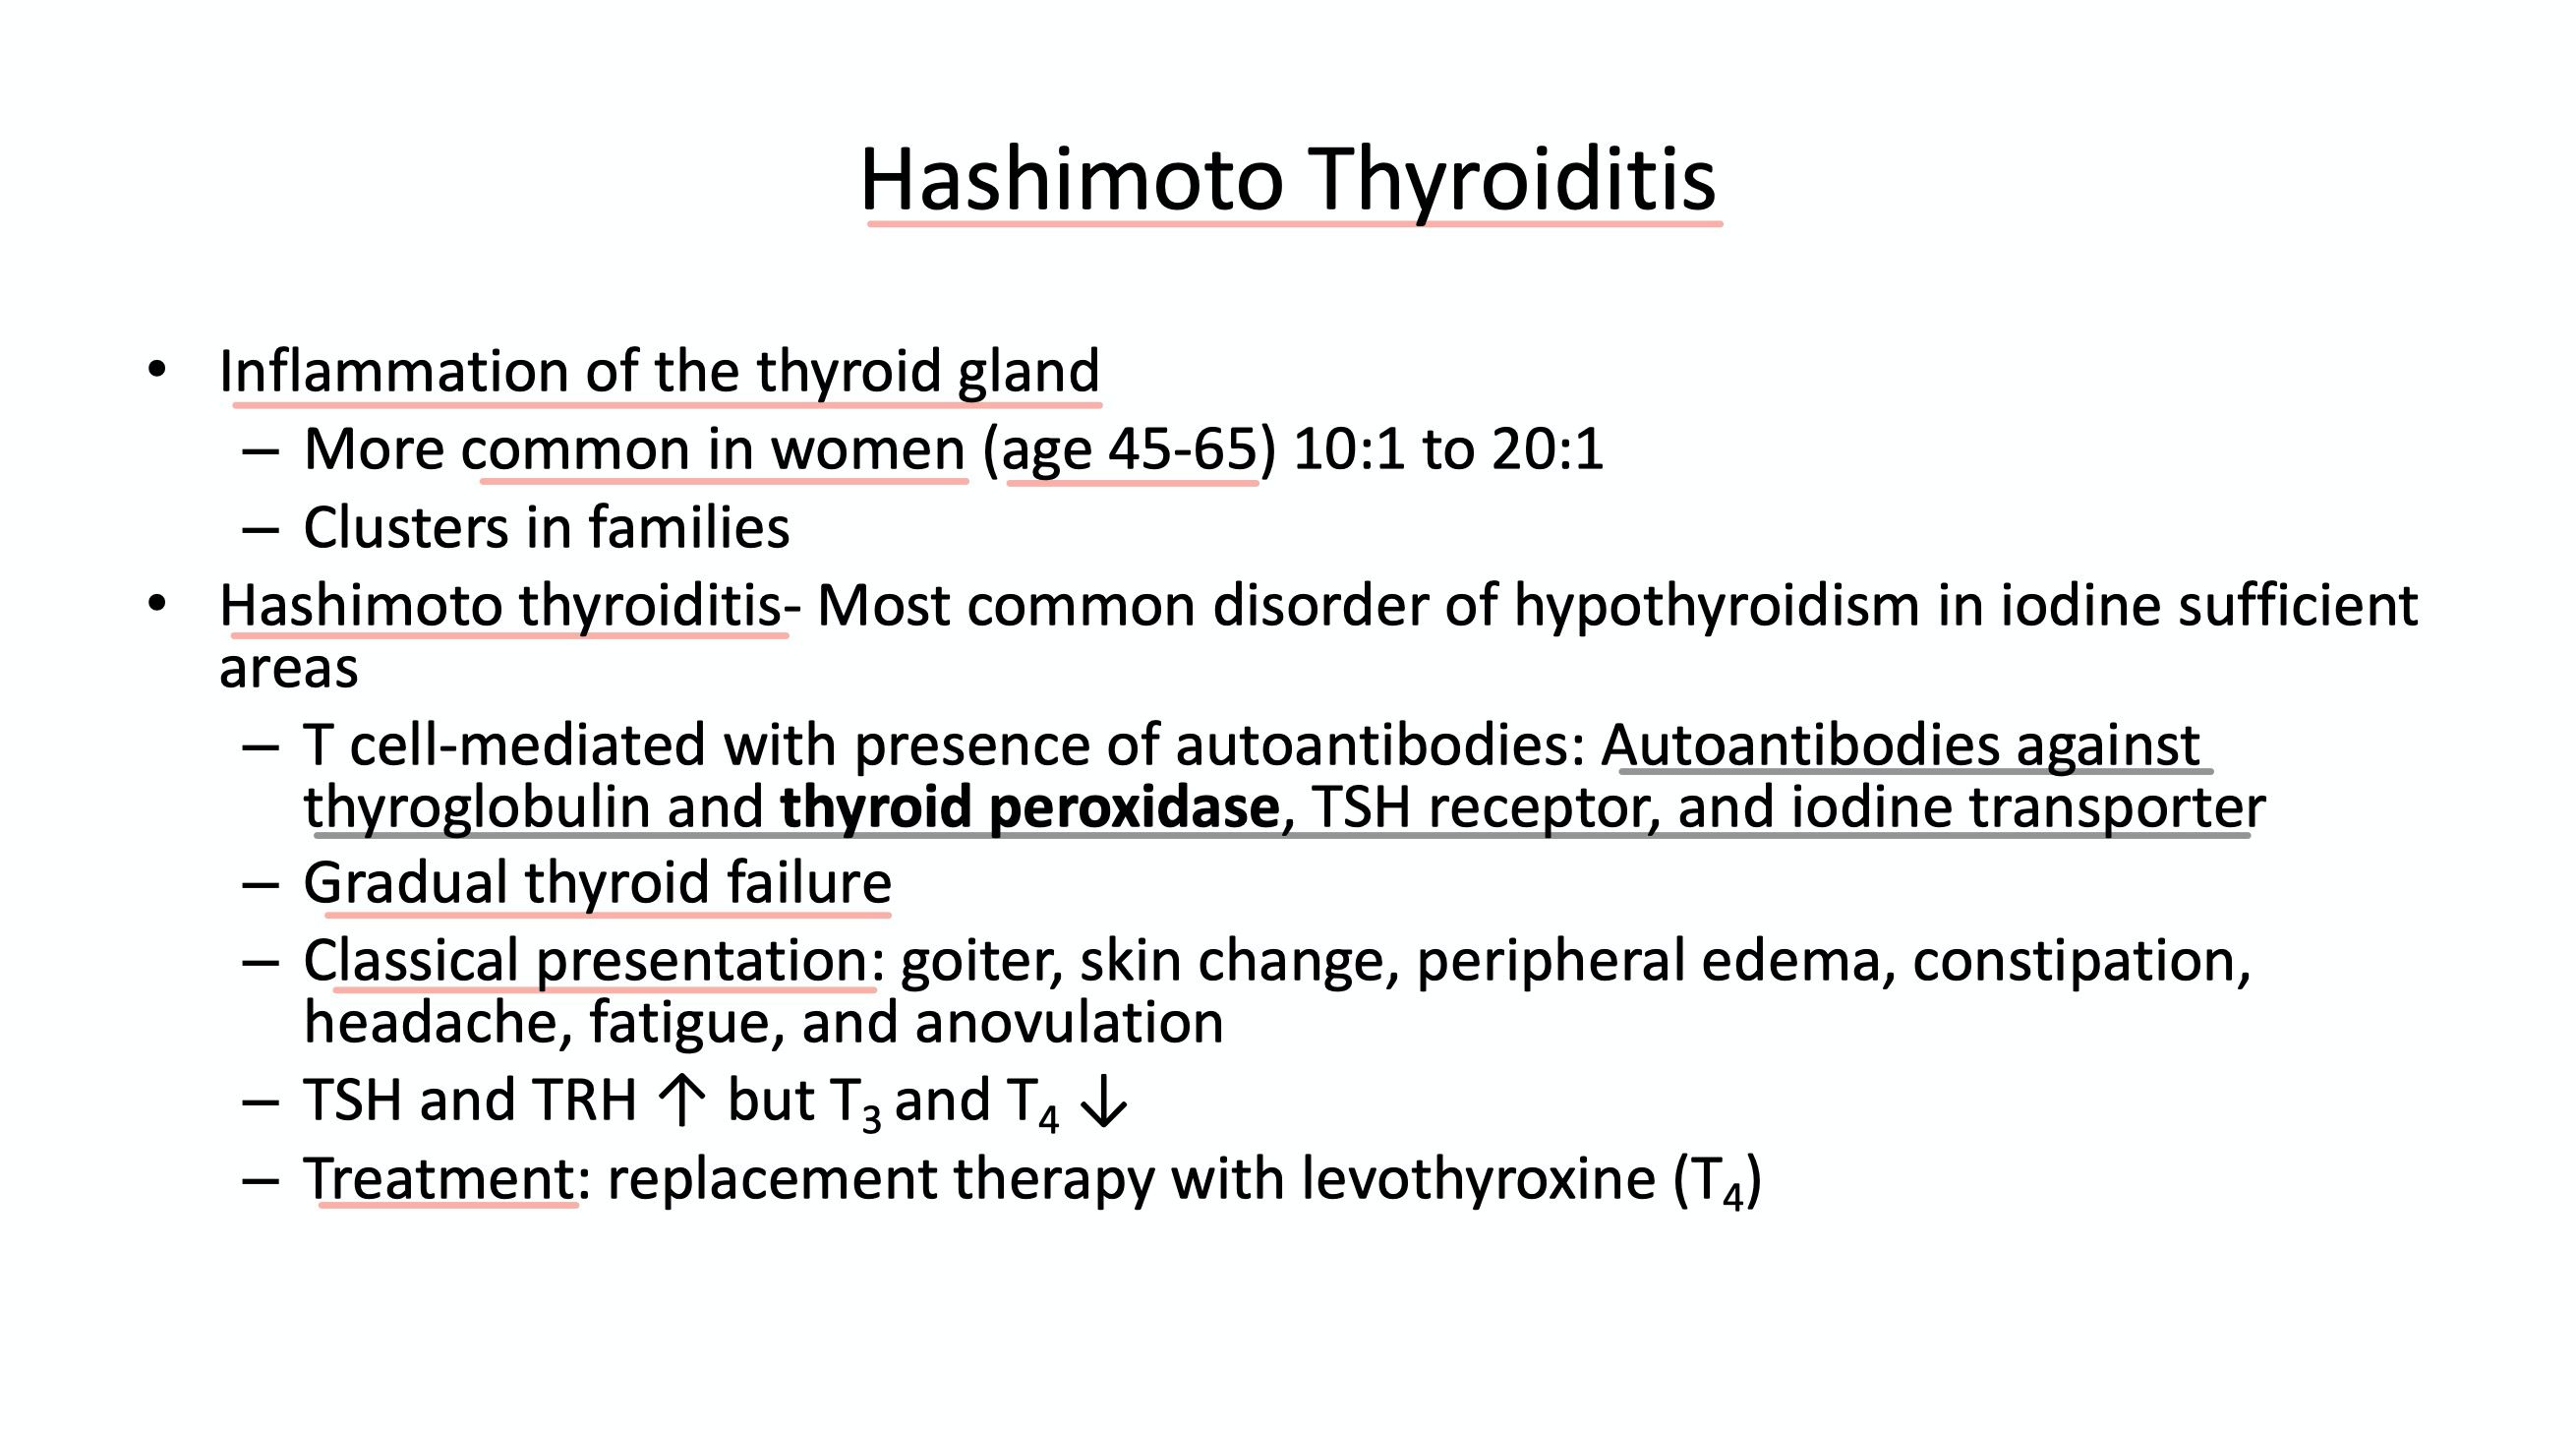 Hashimoto Thyroiditis
• Inflammation of the thyroid gland
– More common in women (age 45-65) 10:1 to 20:1
– Clusters in families
• Hashimoto thyroiditis- Most common disorder of hypothyroidism in iodine sufficient
areas
– T cell-mediated with presence of autoantibodies: Autoantibodies against
thyroglobulin and thyroid peroxidase, TSH receptor, and iodine transporter
– Gradual thyroid failure
– Classical presentation: goiter, skin change, peripheral edema, constipation,
headache, fatigue, and anovulation
– TSH and TRH ↑ but T₃ and T₄ ↓
– Treatment: replacement therapy with levothyroxine (T₄)